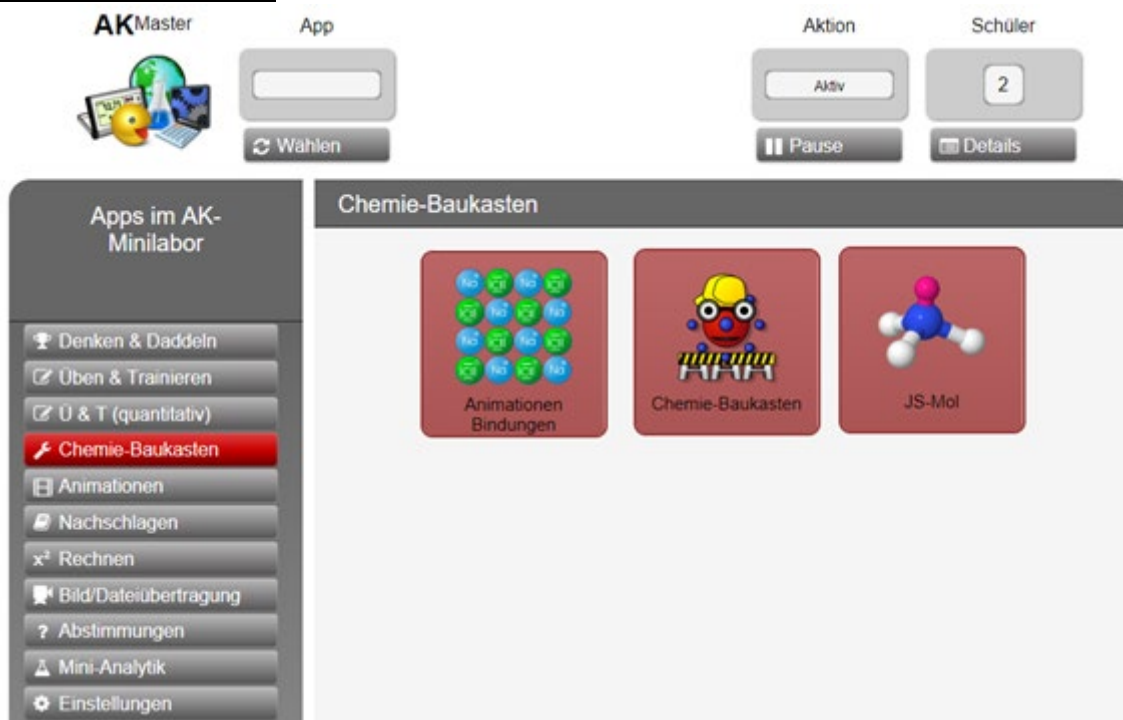 AKMaster
App
Aktion
Schüler
Aktiv
2
Wählen
Pause
Details
Apps im AK-
Minilabor
Denken & Daddeln
Üben & Trainieren
Ü & T (quantitativ)
Chemie-Baukasten
Animationen
Nachschlagen
x² Rechnen
Bild/Dateiübertragung
? Abstimmungen
Mini-Analytik
Einstellungen
Chemie-Baukasten
Animationen
Bindungen
Chemie-Baukasten
JS-Mol